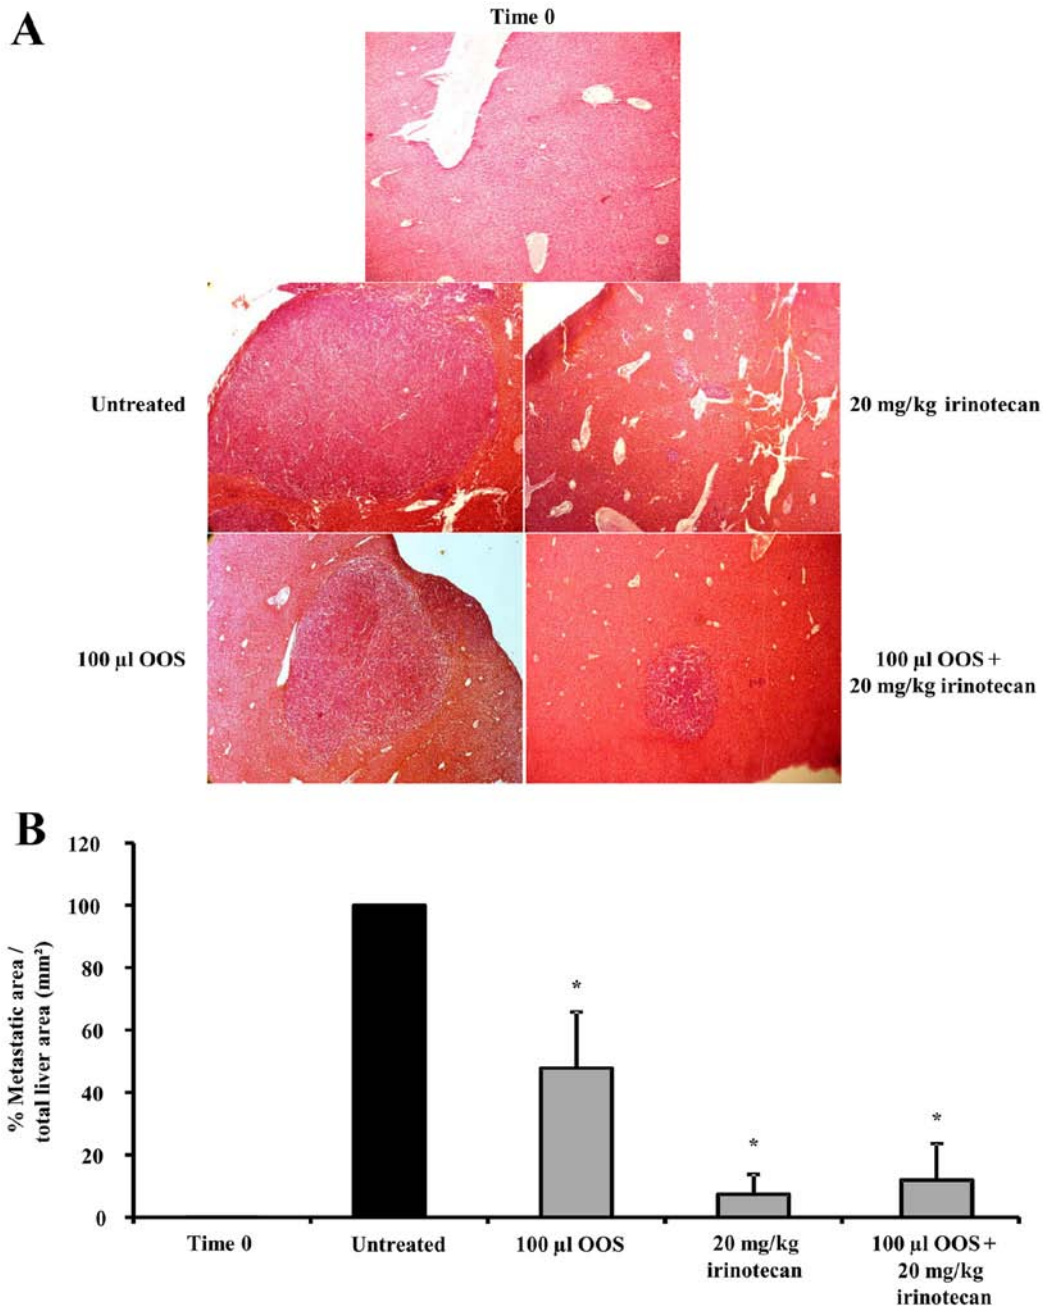 A
Time 0
Untreated
20 mg/kg irinotecan
100 µl OOS
100 µl OOS +
20 mg/kg irinotecan
B
% Metastatic area /
total liver area (mm²)
120
100
80
60
40
20
0
*
*
*
Time 0
Untreated
100 µl OOS
20 mg/kg
irinotecan
100 µl OOS +
20 mg/kg
irinotecan